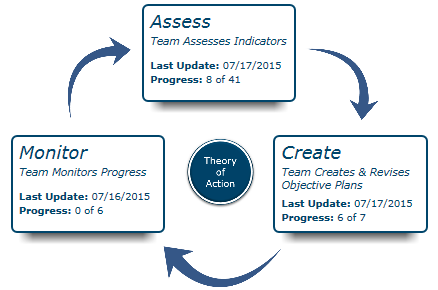 Assess
Team Assesses Indicators
Last Update: 07/17/2015
Progress: 8 of 41
Monitor
Team Monitors Progress
Last Update: 07/16/2015
Progress: 0 of 6
Theory
of
Action
Create
Team Creates & Revises
Objective Plans
Last Update: 07/17/2015
Progress: 6 of 7